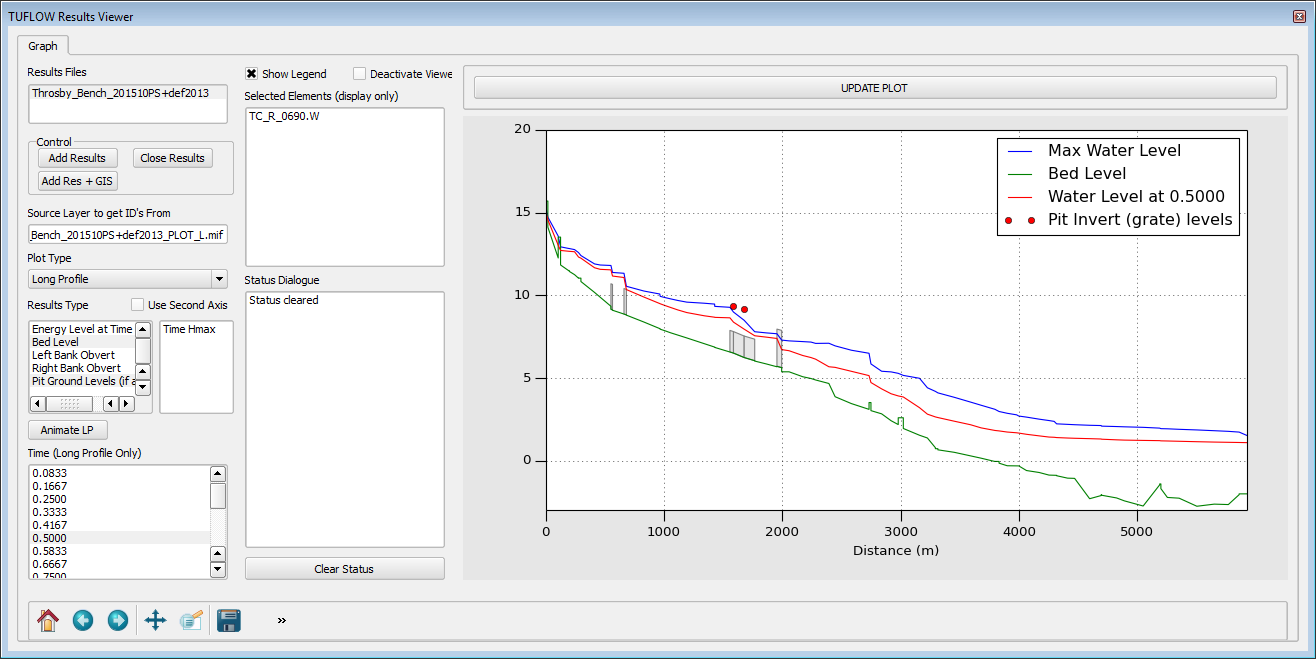 TUFLOW Results Viewer
Graph
Results Files
Throsby_Bench_201510PS+def2013
Control
Add Results
Close Results
Add Res + GIS
Source Layer to get ID's From
Bench_201510PS+def2013_PLOT_L.mif
Plot Type
Long Profile
Results Type
Use Second Axis
Energy Level at Time
Bed Level
Left Bank Obvert
Right Bank Obvert
Pit Ground Levels (if a
Time Hmax
Animate LP
Time (Long Profile Only)
0.0833
0.1667
0.2500
0.3333
0.4167
0.5000
0.5833
0.6667
0.7500
Show Legend
Deactivate Viewe
Selected Elements (display only)
TC_R_0690.W
Status Dialogue
Status cleared
Clear Status
UPDATE PLOT
20
15
10
5
0
Max Water Level
Bed Level
Water Level at 0.5000
Pit Invert (grate) levels
0 1000 2000 3000 4000 5000
Distance (m)
»